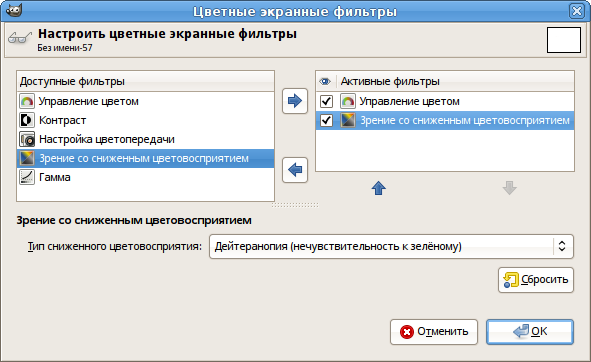 Цветные экранные фильтры
Настроить цветные экранные фильтры
Без имени-57
Доступные фильтры
Управление цветом
Контраст
Настройка цветопередачи
Зрение со сниженным цветовосприятием
Гамма
Активные фильтры
Управление цветом
Зрение со сниженным цветовосприятием
Зрение со сниженным цветовосприятием
Тип сниженного цветовосприятия: Дейтеранопия (нечувствительность к зелёному)
Сбросить
Отменить
OK